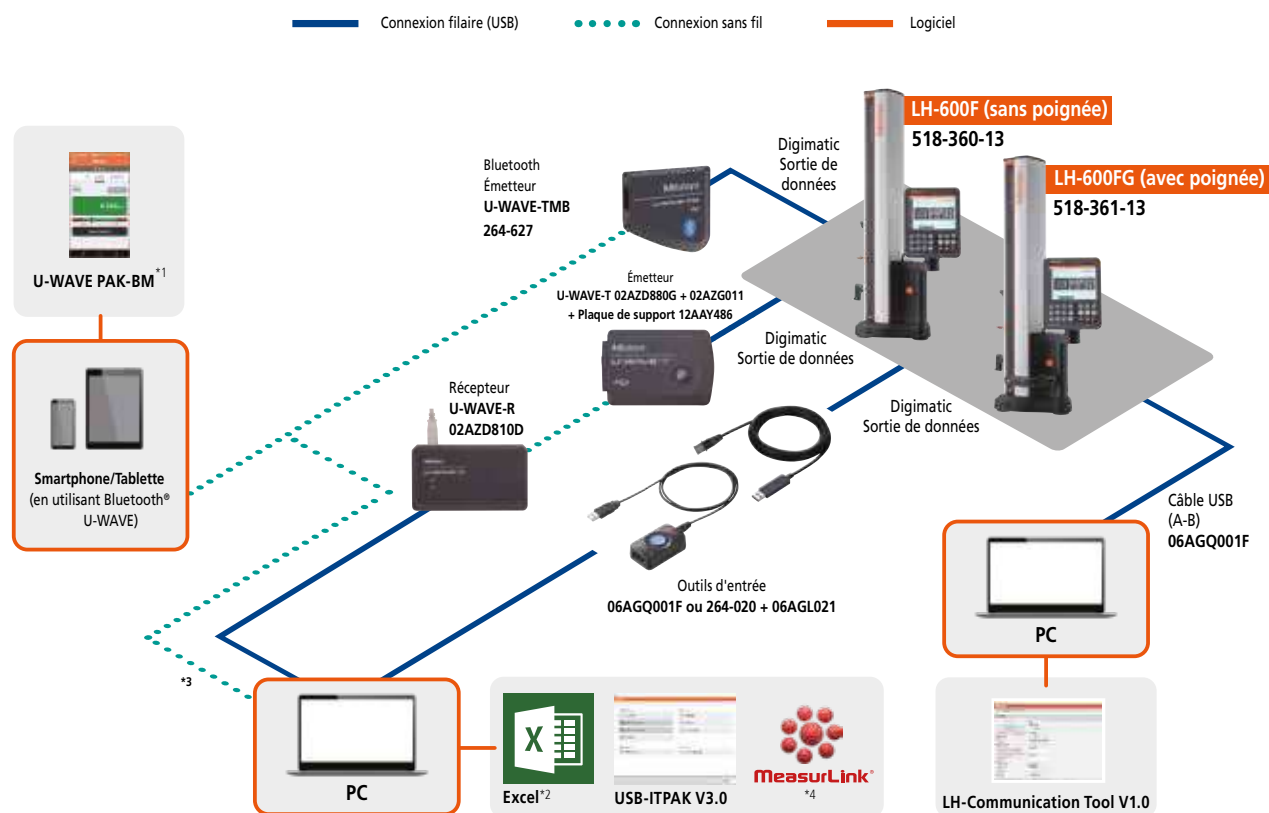 Connexion filaire (USB)
Connexion sans fil
Logiciel
LH-600F (sans poignée)
518-360-13
LH-600FG (avec poignée)
518-361-13
Digimatic
Sortie de
données
Bluetooth
Émetteur
U-WAVE-TMB
264-627
Mitutoyo
U-WAVE PAK-BM*1
Émetteur
U-WAVE-T 02AZD880G + 02AZG011
+ Plaque de support 12AAY486
Mitutoyo
U-WAVE-T
Digimatic
Sortie de données
Récepteur
U-WAVE-R
02AZD810D
Digimatic
Sortie de données
Smartphone/Tablette
(en utilisant Bluetooth®
U-WAVE)
Câble USB
(A-B)
06AGQ001F
Outils d'entrée
06AGQ001F ou 264-020 + 06AGL021
PC
*3
X
MeasurLink®
PC
Excel*2
USB-ITPAK V3.0
*4
LH-Communication Tool V1.0